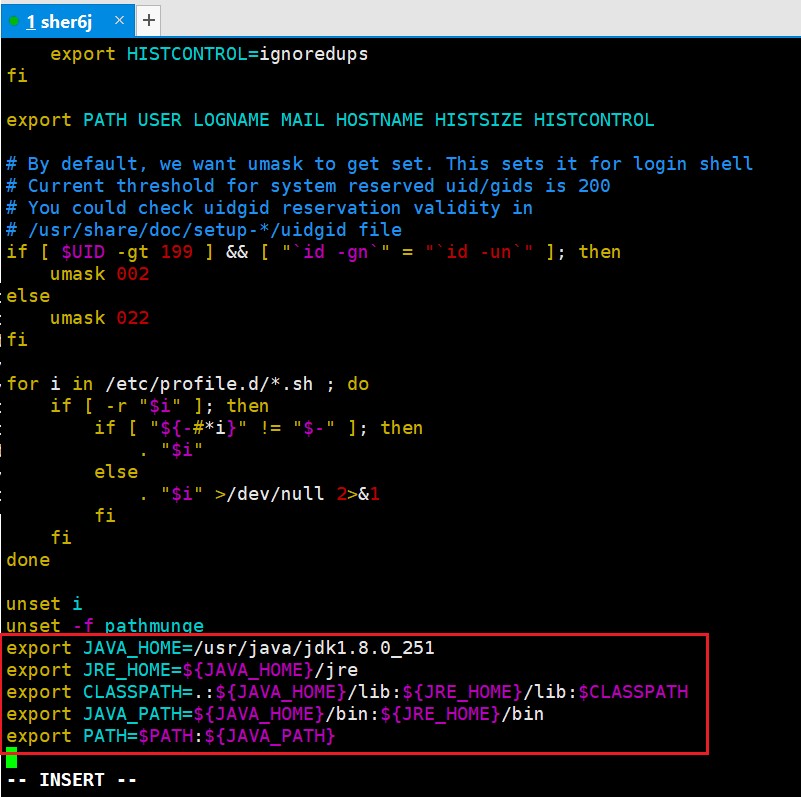 1 sher6j × +
    export HISTCONTROL=ignoredups
fi

export PATH USER LOGNAME MAIL HOSTNAME HISTSIZE HISTCONTROL

# By default, we want umask to get set. This sets it for login shell
# Current threshold for system reserved uid/gids is 200
# You could check uidgid reservation validity in
# /usr/share/doc/setup-*/uidgid file
if [ $UID -gt 199 ] && [ "`id -gn`" = "`id -un`" ]; then
    umask 002
else
    umask 022
fi

for i in /etc/profile.d/*.sh ; do
    if [ -r "$i" ]; then
        if [ "${-#*i}" != "$-" ]; then
            . "$i"
        else
            . "$i" >/dev/null 2>&1
        fi
    fi
done

unset i
unset -f pathmunge
export JAVA_HOME=/usr/java/jdk1.8.0_251
export JRE_HOME=${JAVA_HOME}/jre
export CLASSPATH=.:${JAVA_HOME}/lib:${JRE_HOME}/lib:$CLASSPATH
export JAVA_PATH=${JAVA_HOME}/bin:${JRE_HOME}/bin
export PATH=$PATH:${JAVA_PATH}

-- INSERT --